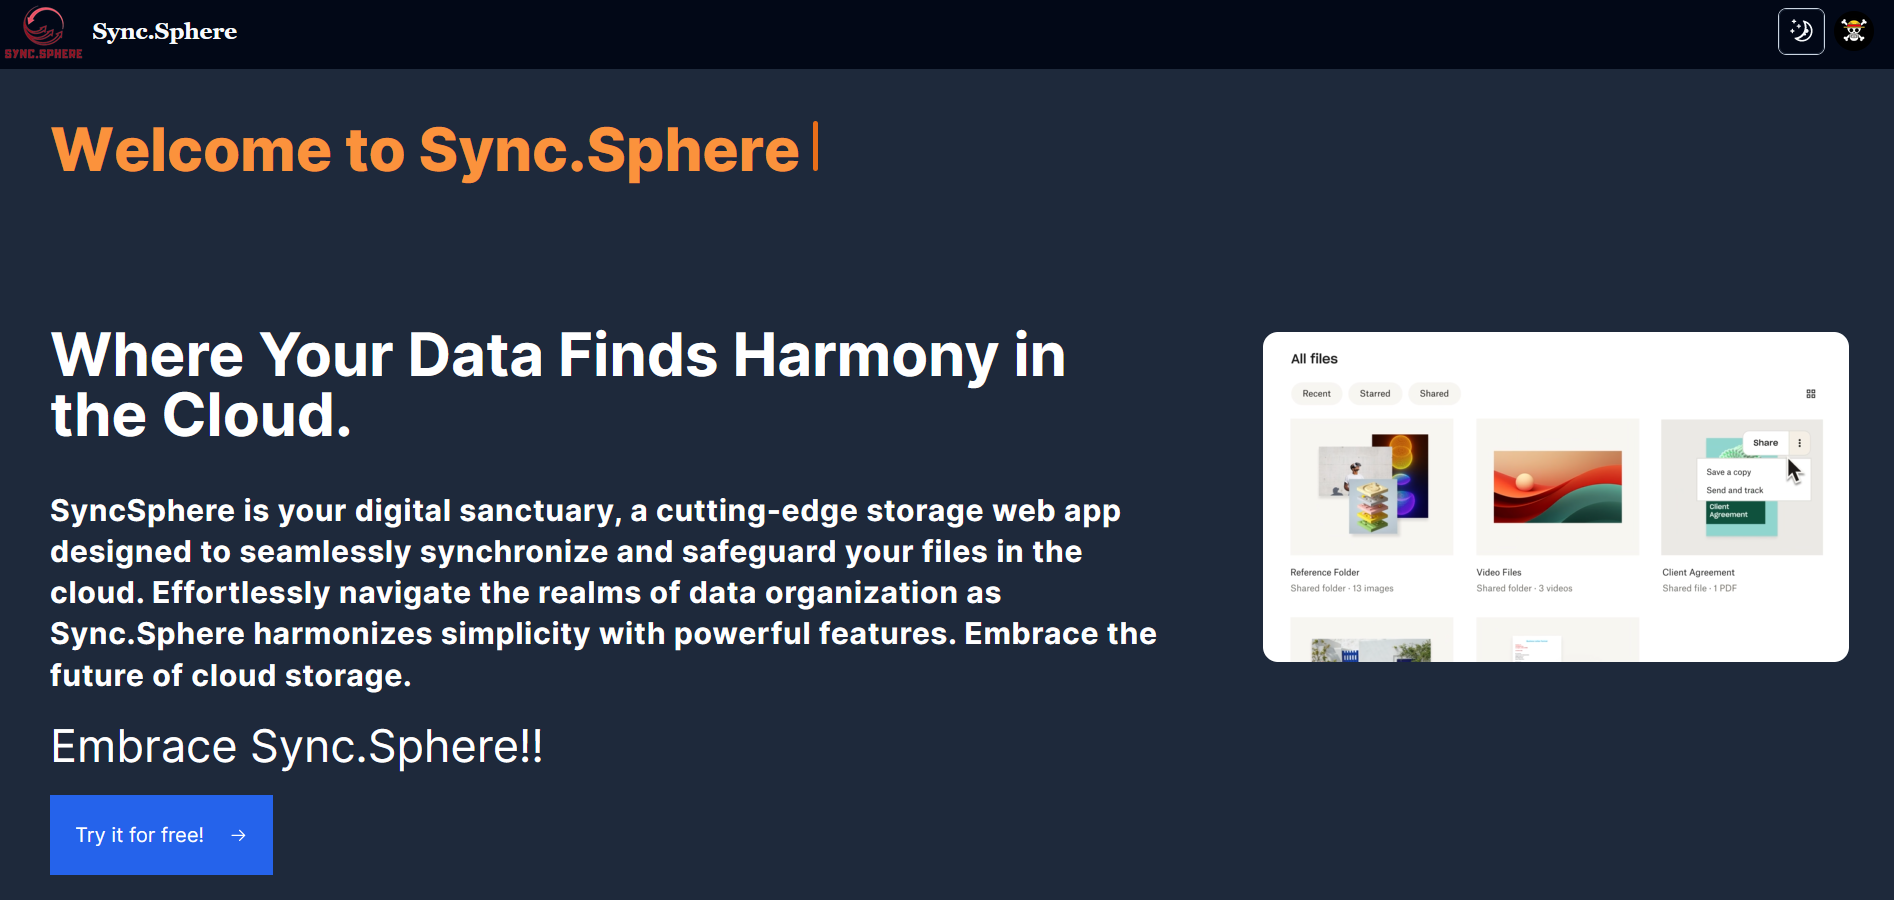 SYNC.SPHERE
Sync.Sphere
Welcome to Sync.Sphere
Where Your Data Finds Harmony in
the Cloud.
SyncSphere is your digital sanctuary, a cutting-edge storage web app
designed to seamlessly synchronize and safeguard your files in the
cloud. Effortlessly navigate the realms of data organization as
Sync.Sphere harmonizes simplicity with powerful features. Embrace the
future of cloud storage.
Embrace Sync.Sphere!!
Try it for free!
All files
Recent
Starred
Shared
Share
Save a copy
Send and track
Client
Agreement
Reference Folder
Shared folder · 13 images
Video Files
Shared folder · 3 videos
Client Agreement
Shared file · 1 PDF